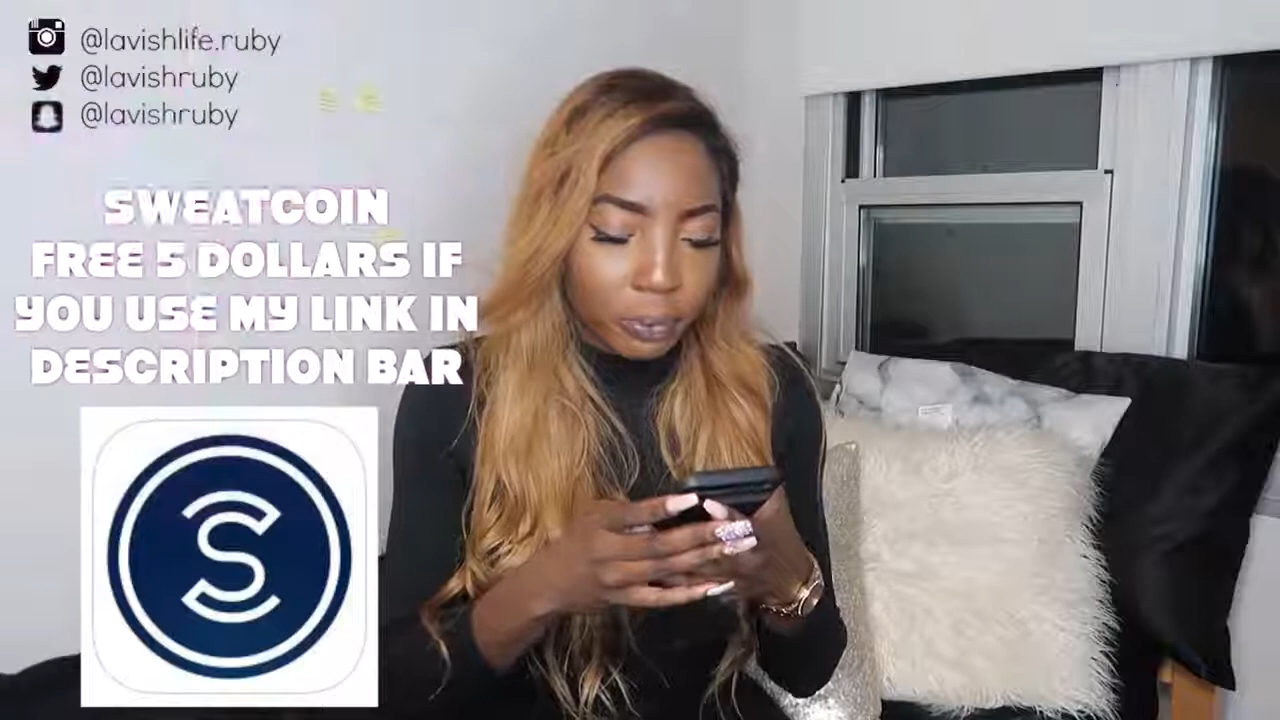 @lavishlife.ruby
@lavishruby
@lavishruby
SWEATCOIN
FREE 5 DOLLARS IF
YOU USE MY LINK IN
DESCRIPTION BAR
S